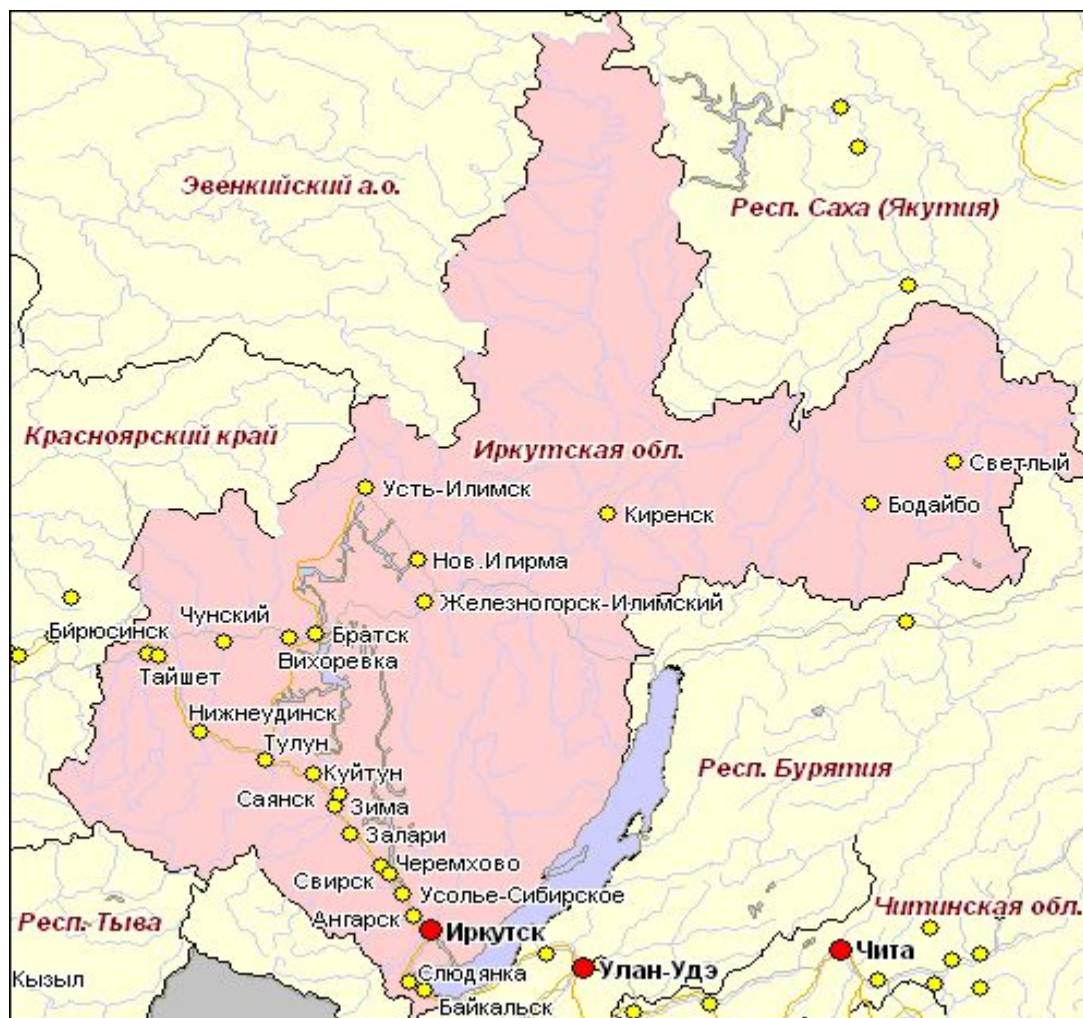 Эвенкийский а.о.
Респ. Саха (Якутия)
Красноярский край
Иркутская обл.
Светлый
Усть-Илимск
Киренск
Бодайбо
Нов.Игирма
Железногорск-Илимский
Чунский
Бирюсинск
Братск
Вихоревка
Тайшет
Нижнеудинск
Тулун
Респ. Бурятия
Куйтун
Саянск
Зима
Залари
Черемхово
Свирск
Усолье-Сибирское
Респ. Тыва
Ангарск
Читинская обл.
Иркутск
Чита
Кызыл
Слюдянка
Улан-Удэ
Байкальск